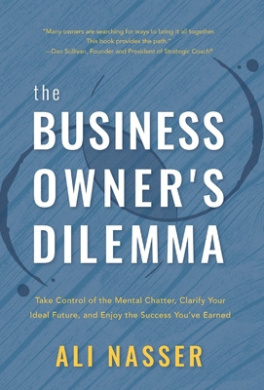 "Many owners are searching for ways to bring it all together.
This book provides the path."
—Dan Sullivan, Founder and President of Strategic Coach®
the
BUSINESS
OWNER'S
DILEMMA
Take Control of the Mental Chatter, Clarify Your
Ideal Future, and Enjoy the Success You've Earned
ALI NASSER